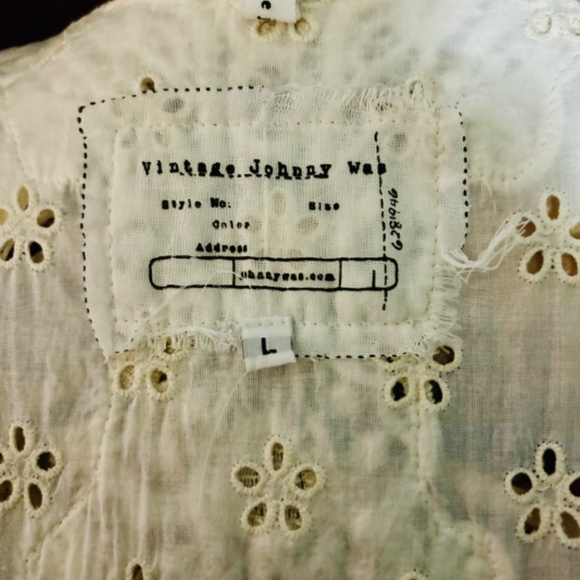 Vintage Johnny Was
Style No. Size
Color
Address
johnnywas.com
L